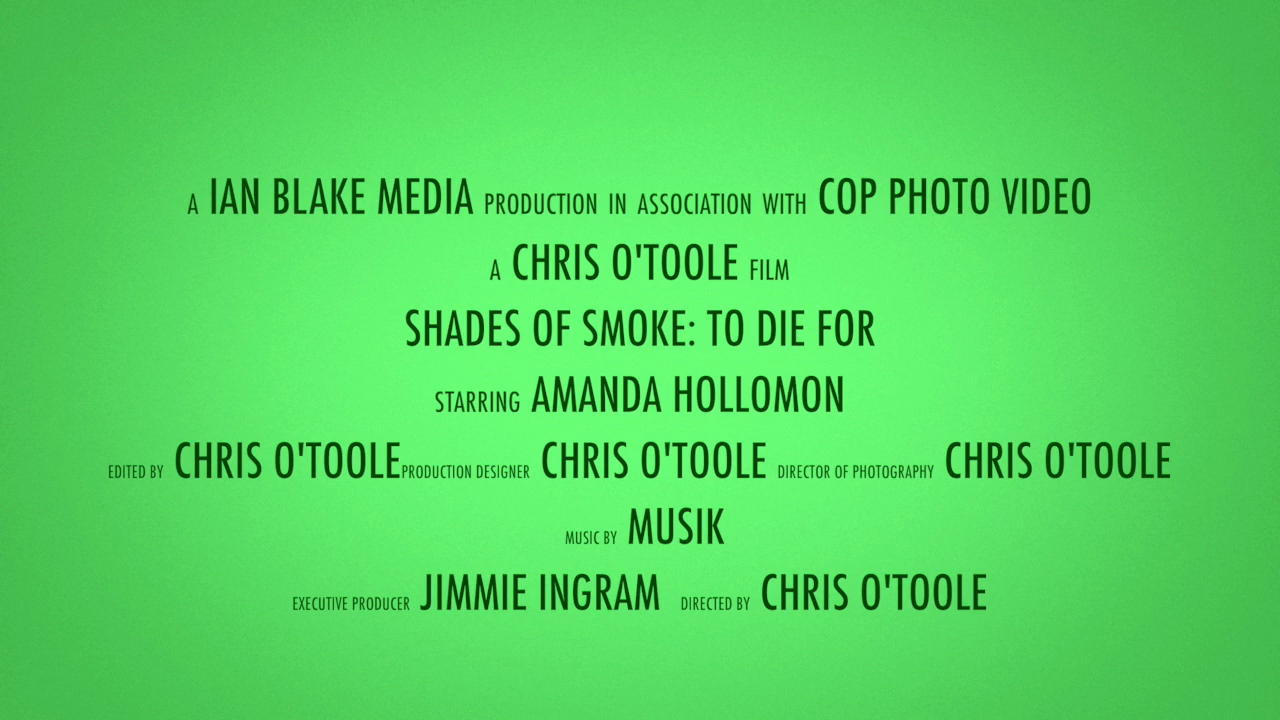 A IAN BLAKE MEDIA PRODUCTION IN ASSOCIATION WITH COP PHOTO VIDEO
A CHRIS O'TOOLE FILM
SHADES OF SMOKE: TO DIE FOR
STARRING AMANDA HOLLOMON
EDITED BY CHRIS O'TOOLE PRODUCTION DESIGNER CHRIS O'TOOLE DIRECTOR OF PHOTOGRAPHY CHRIS O'TOOLE
MUSIC BY MUSIK
EXECUTIVE PRODUCER JIMMIE INGRAM DIRECTED BY CHRIS O'TOOLE